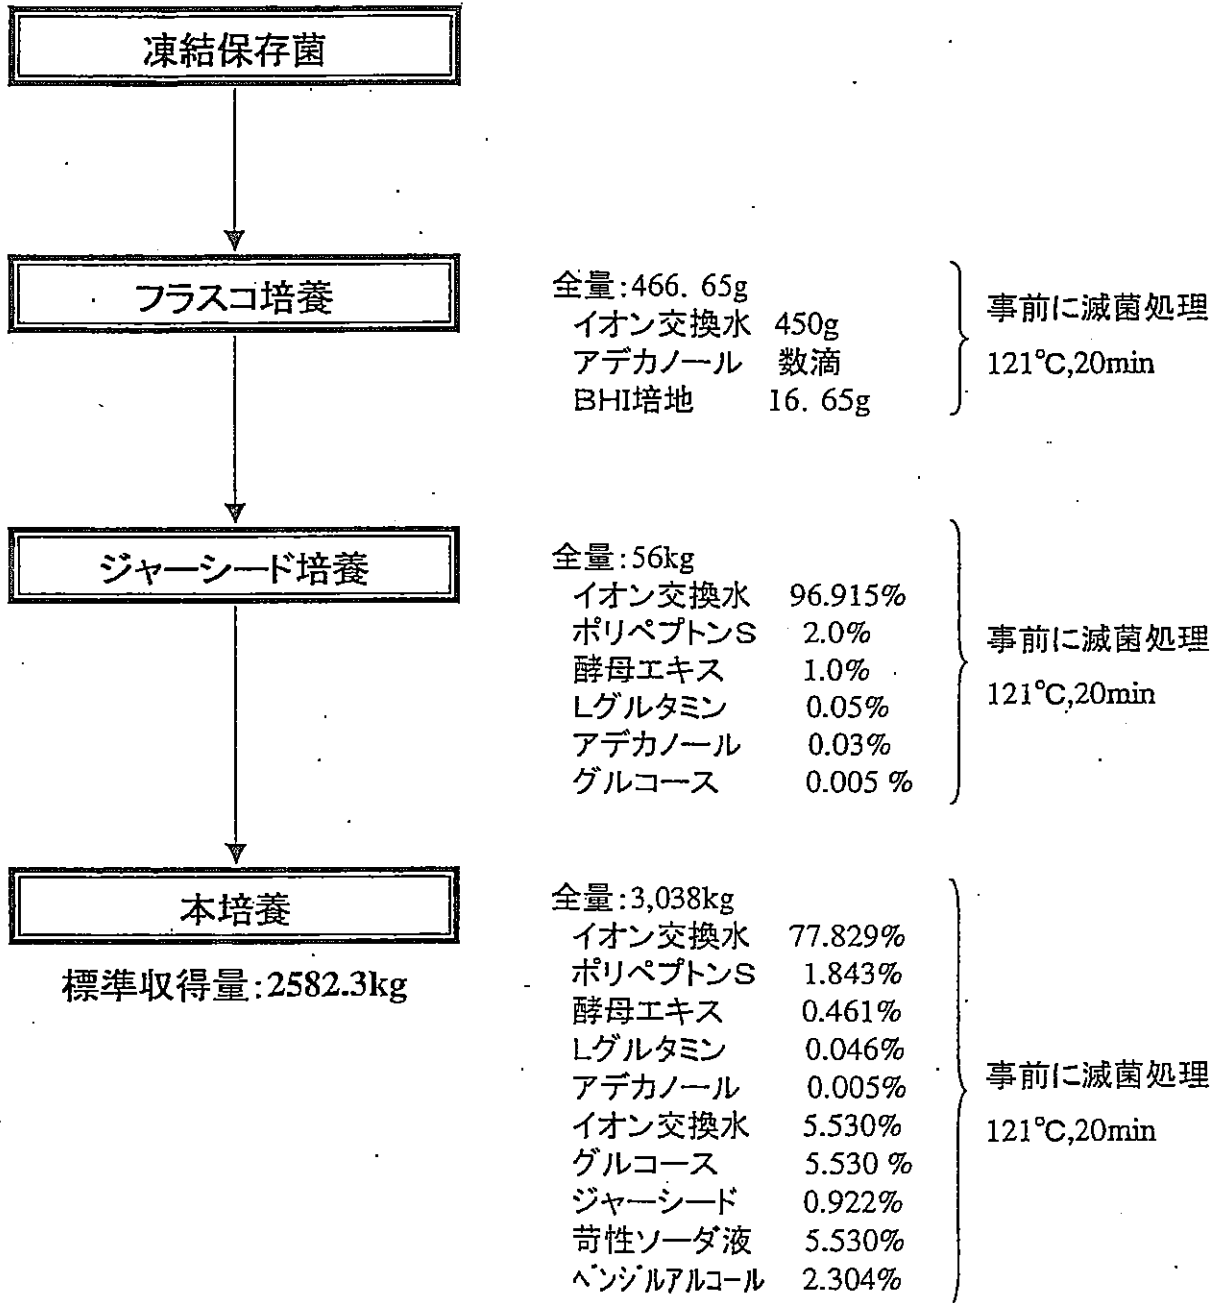 凍結保存菌
フラスコ培養
全量:466. 65g
イオン交換水 450g
アデカノール 数滴
BHI培地 16. 65g
事前に滅菌処理
121℃,20min
ジャーシード培養
全量:56kg
イオン交換水 96.915%
ポリペプトンS 2.0%
酵母エキス 1.0%
Lグルタミン 0.05%
アデカノール 0.03%
グルコース 0.005 %
事前に滅菌処理
121℃,20min
本培養
標準収得量:2582.3kg
全量:3,038kg
イオン交換水 77.829%
ポリペプトンS 1.843%
酵母エキス 0.461%
Lグルタミン 0.046%
アデカノール 0.005%
イオン交換水 5.530%
グルコース 5.530 %
ジャーシード 0.922%
苛性ソーダ液 5.530%
ベンジルアルコール 2.304%
事前に滅菌処理
121℃,20min